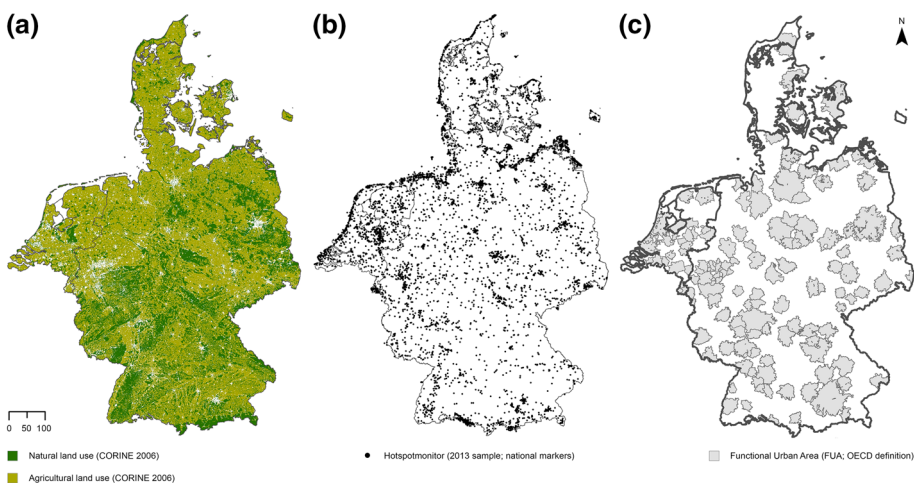 (a)
(b)
(c)
N
0 50 100
Natural land use (CORINE 2006)
Hotspotmonitor (2013 sample; national markers)
Functional Urban Area (FUA; OECD definition)
Agricultural land use (CORINE 2006)